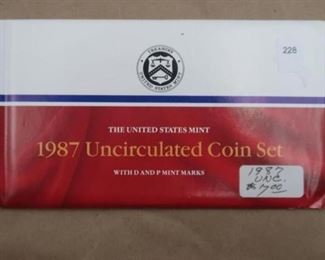 228
THE UNITED STATES MINT
1987 Uncirculated Coin Set
WITH D AND P MINT MARKS
1987
UNC.
$7.00